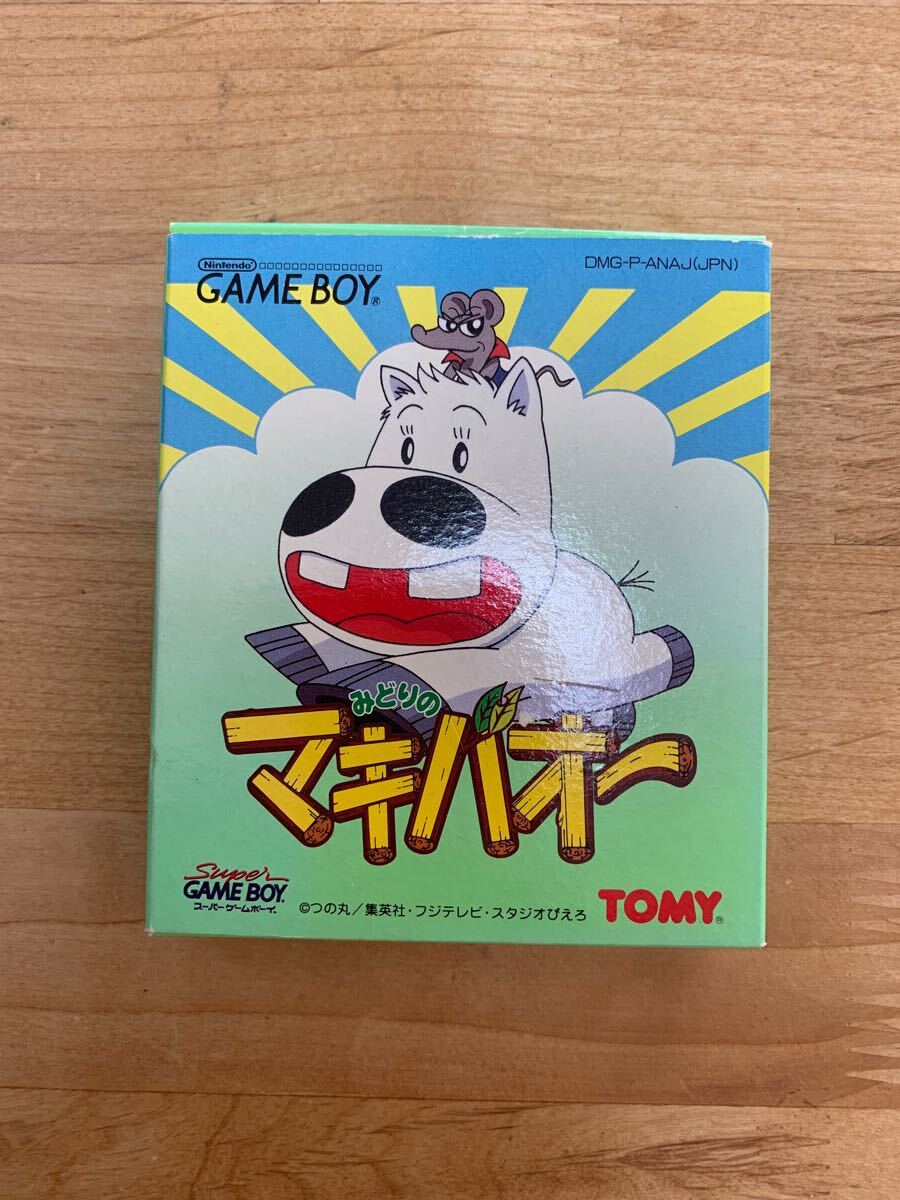 Nintendo
GAME BOY®
DMG-P-ANAJ(JPN)
みどりの
マキバオー
Super
GAME BOY
スーパーゲームボーイ
©つの丸/集英社・フジテレビ・スタジオぴえろ
TOMY®